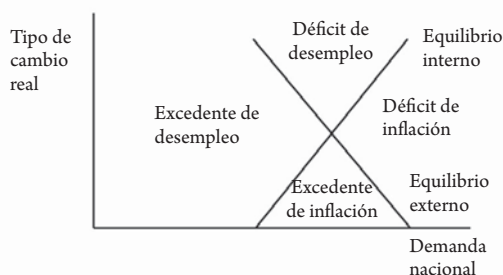 Tipo de
cambio
real
Déficit de
desempleo
Equilibrio
interno
Excedente de
desempleo
Déficit de
inflación
Excedente
de inflación
Equilibrio
externo
Demanda
nacional